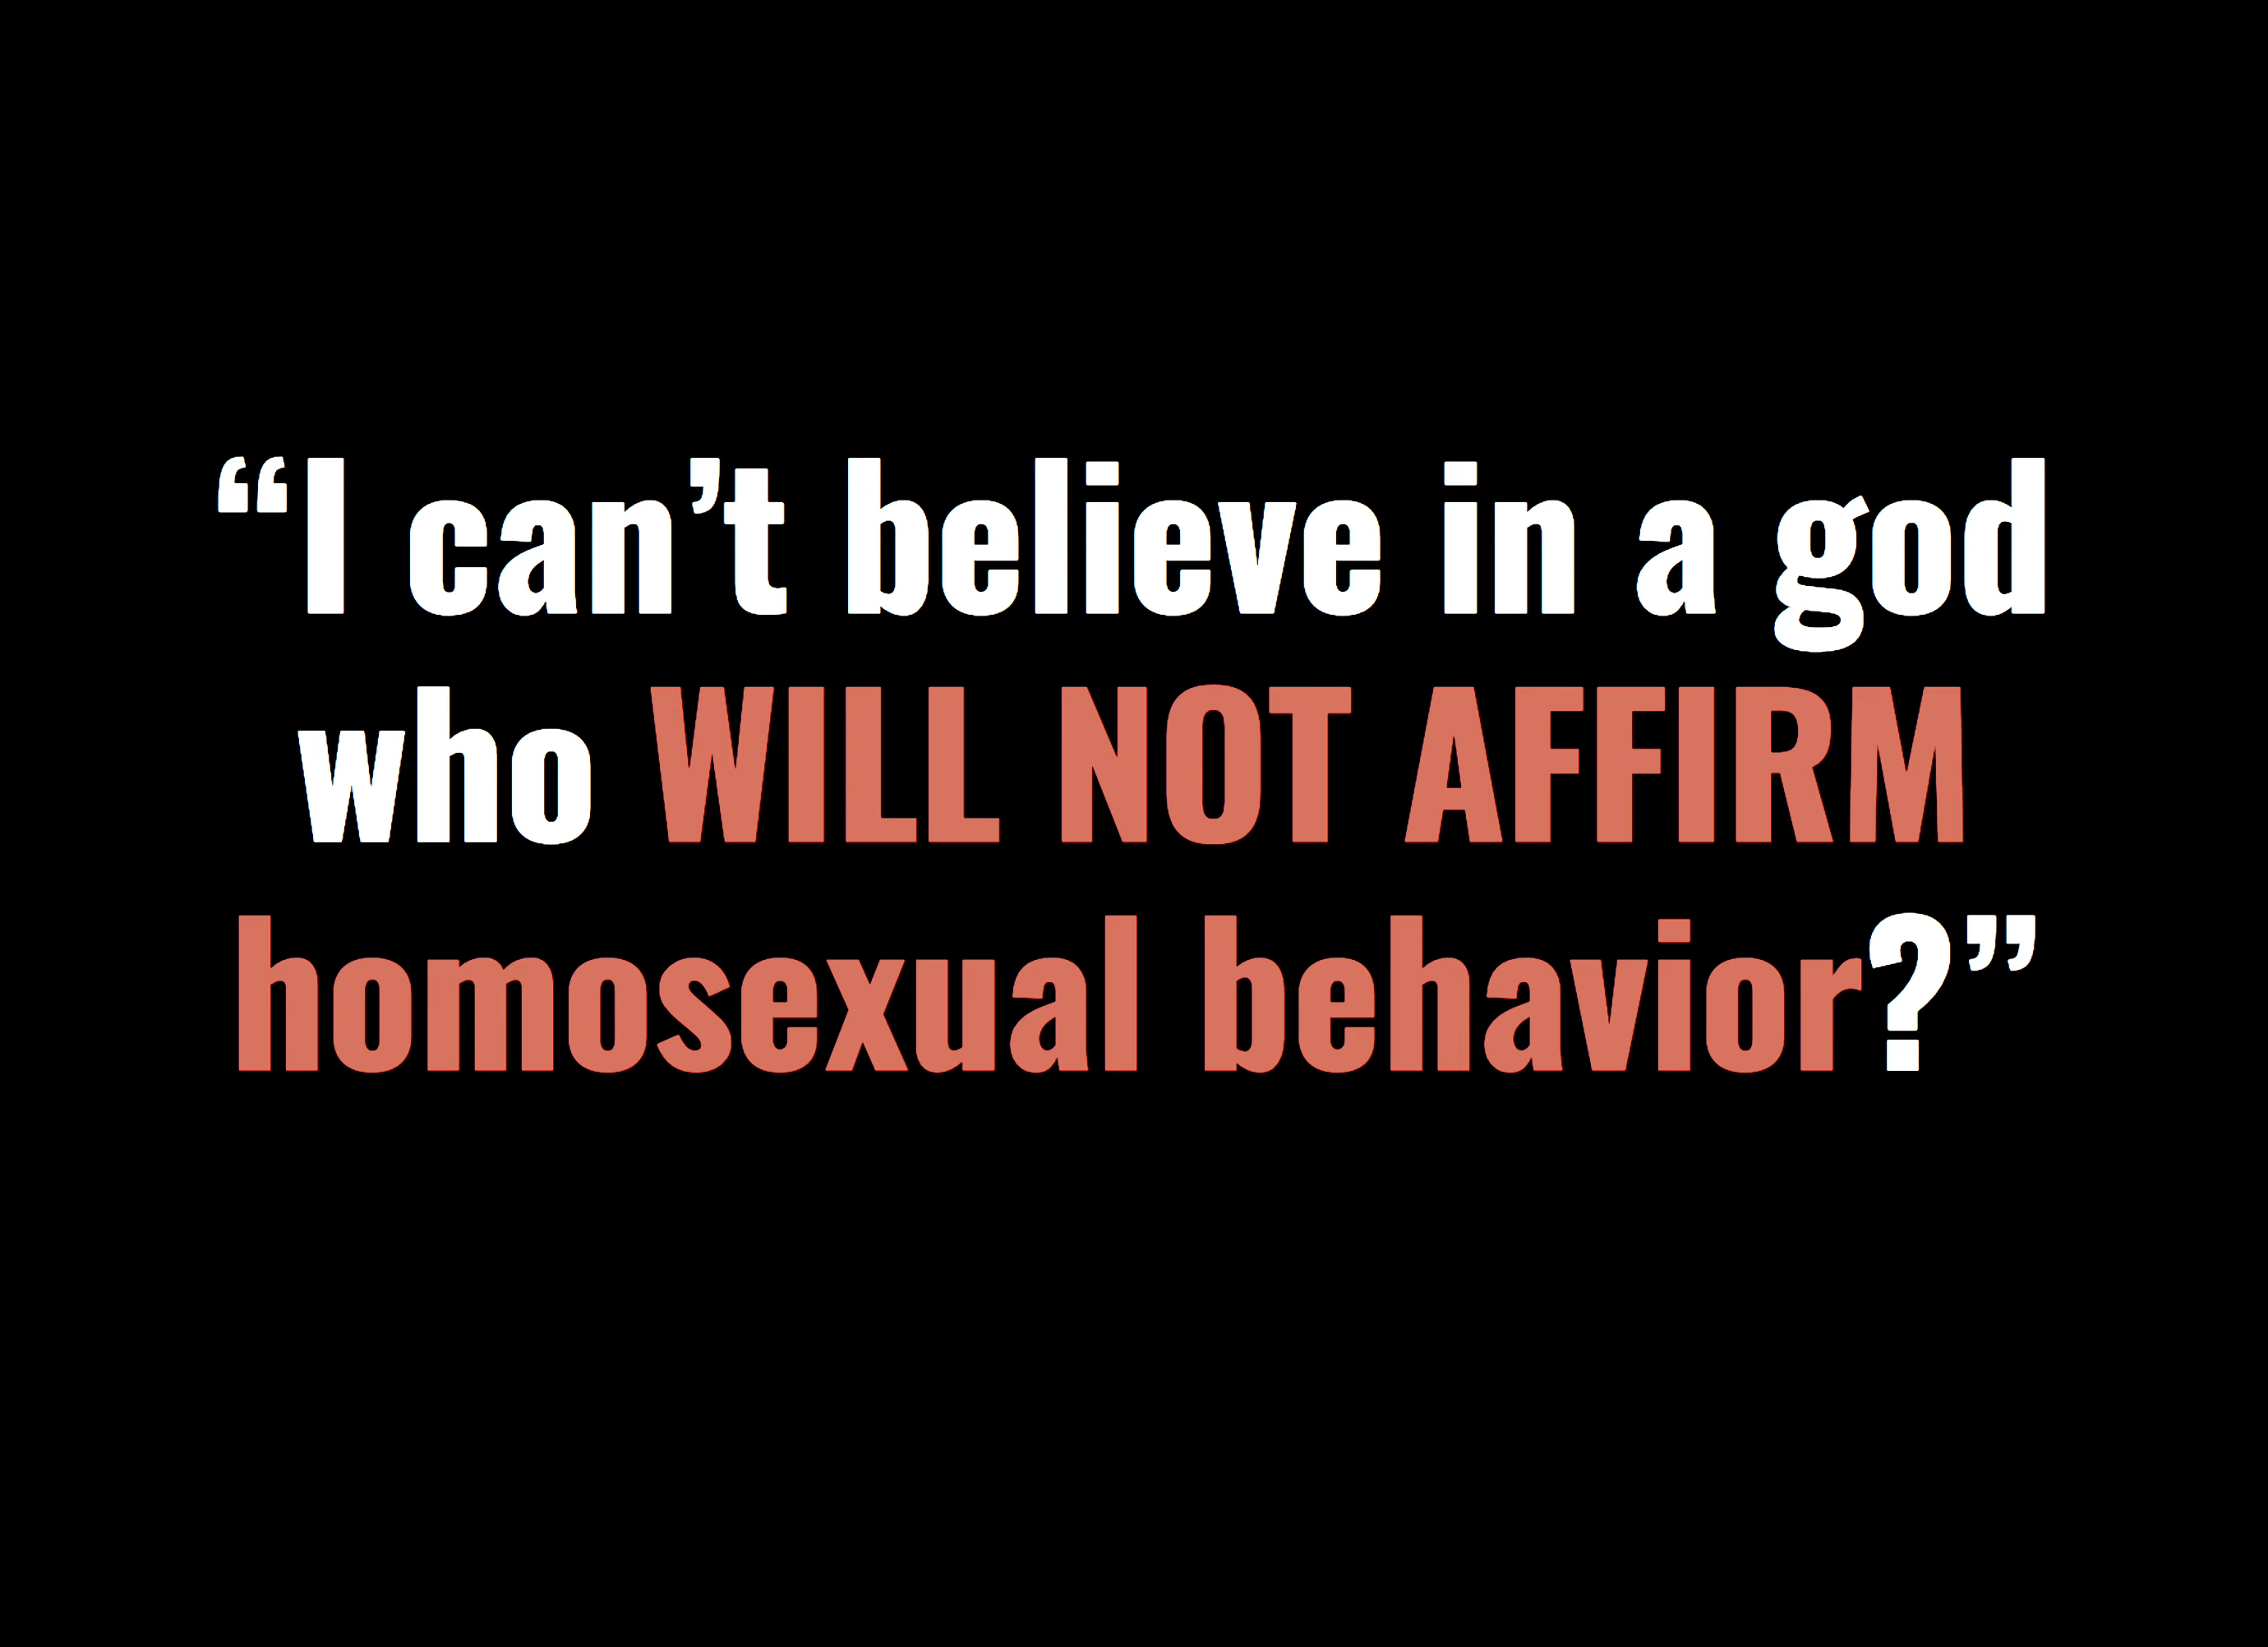 “I can’t believe in a god
who WILL NOT AFFIRM
homosexual behavior?”